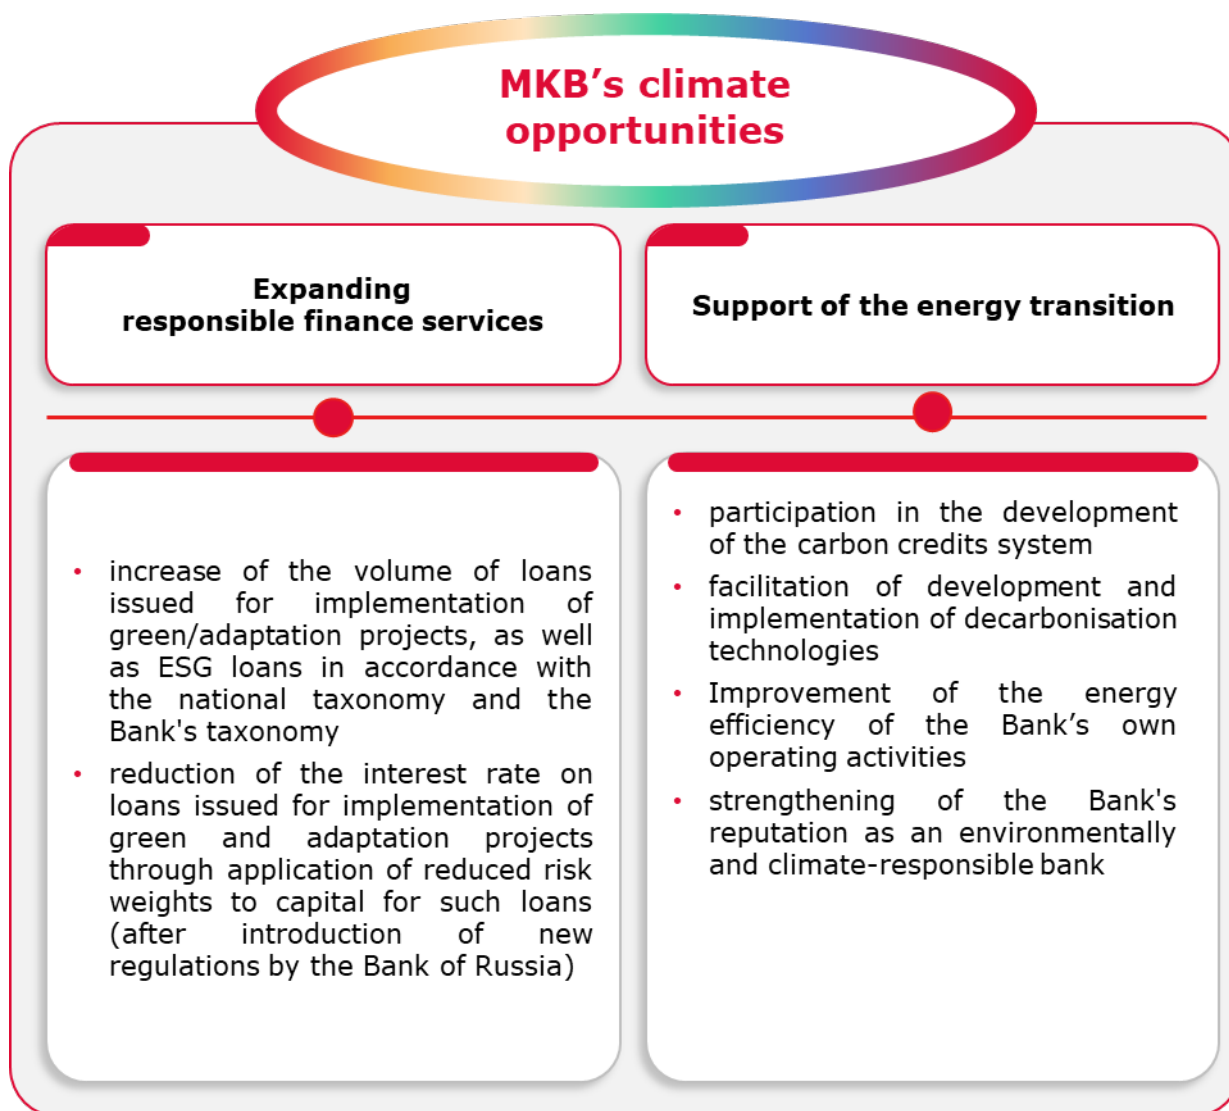 MKB’s climate
opportunities
Expanding
responsible finance services
Support of the energy transition
• increase of the volume of loans
issued for implementation of
green/adaptation projects, as well
as ESG loans in accordance with
the national taxonomy and the
Bank's taxonomy
• reduction of the interest rate on
loans issued for implementation of
green and adaptation projects
through application of reduced risk
weights to capital for such loans
(after introduction of new
regulations by the Bank of Russia)
• participation in the development
of the carbon credits system
• facilitation of development and
implementation of decarbonisation
technologies
• Improvement of the energy
efficiency of the Bank’s own
operating activities
• strengthening of the Bank's
reputation as an environmentally
and climate-responsible bank